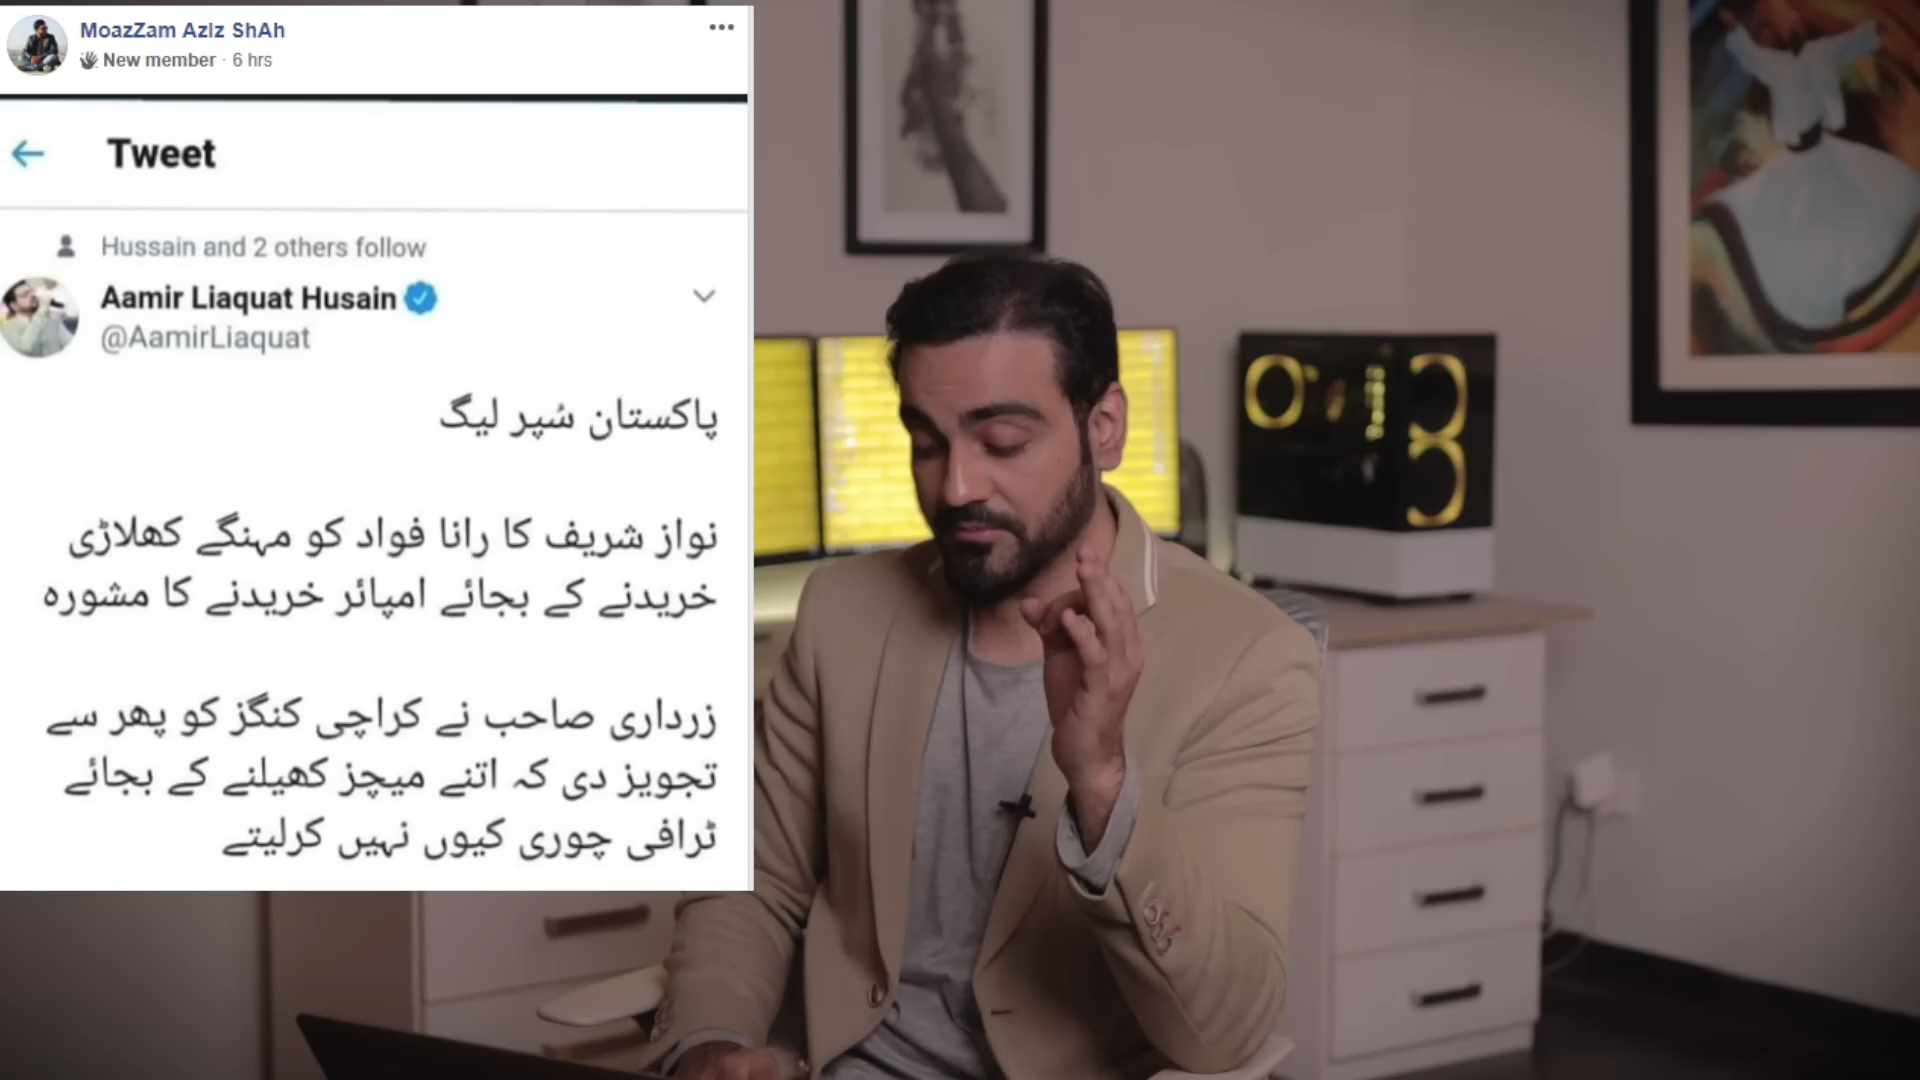 MoazZam AzIz ShAh
New member · 6 hrs
Tweet
Hussain and 2 others follow
Aamir Liaquat Husain
@AamirLiaquat
پاکستان سُپر لیگ
نواز شریف کا رانا فواد کو مہنگے کھلاڑی
خریدنے کے بجائے امپائر خریدنے کا مشورہ
زرداری صاحب نے کراچی کنگز کو پھر سے
تجویز دی کہ اتنے میچز کھیلنے کے بجائے
ٹرافی چوری کیوں نہیں کرلیتے